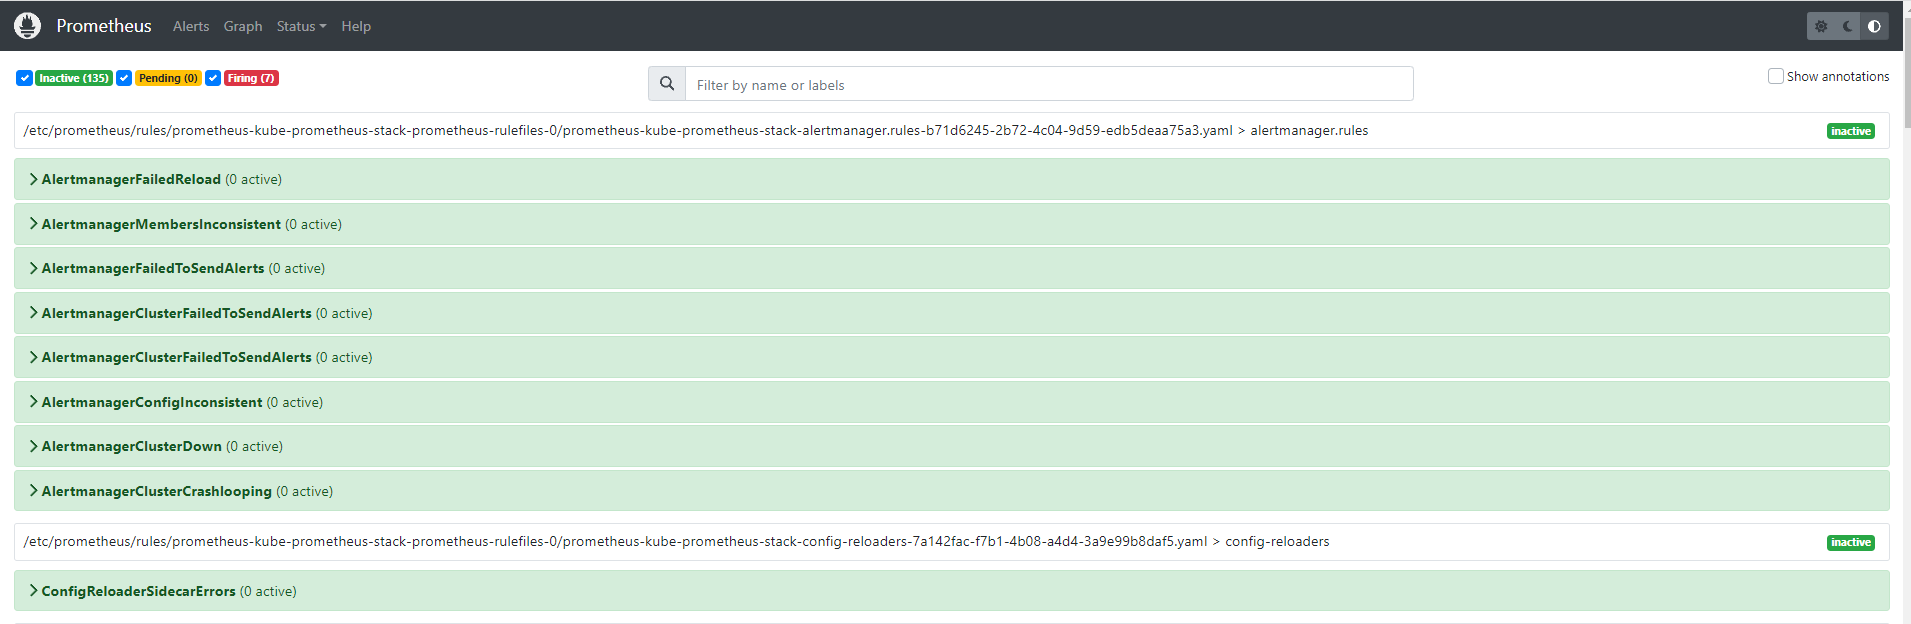 Prometheus Alerts Graph Status Help
Inactive (135) Pending (0) Firing (7) Filter by name or labels Show annotations
/etc/prometheus/rules/prometheus-kube-prometheus-stack-prometheus-rulefiles-0/prometheus-kube-prometheus-stack-alertmanager.rules-b71d6245-2b72-4c04-9d59-edb5deaa75a3.yaml > alertmanager.rules inactive
AlertmanagerFailedReload (0 active)
AlertmanagerMembersInconsistent (0 active)
AlertmanagerFailedToSendAlerts (0 active)
AlertmanagerClusterFailedToSendAlerts (0 active)
AlertmanagerClusterFailedToSendAlerts (0 active)
AlertmanagerConfigInconsistent (0 active)
AlertmanagerClusterDown (0 active)
AlertmanagerClusterCrashlooping (0 active)
/etc/prometheus/rules/prometheus-kube-prometheus-stack-prometheus-rulefiles-0/prometheus-kube-prometheus-stack-config-reloaders-7a142fac-f7b1-4b08-a4d4-3a9e99b8daf5.yaml > config-reloaders inactive
ConfigReloaderSidecarErrors (0 active)